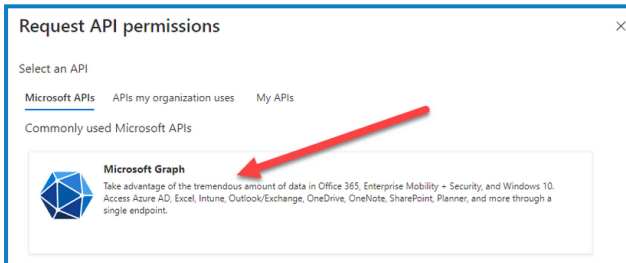 Request API permissions
Select an API
Microsoft APIs APIs my organization uses My APIs
Commonly used Microsoft APIs
Microsoft Graph
Take advantage of the tremendous amount of data in Office 365, Enterprise Mobility + Security, and Windows 10.
Access Azure AD, Excel, Intune, Outlook/Exchange, OneDrive, OneNote, SharePoint, Planner, and more through a
single endpoint.